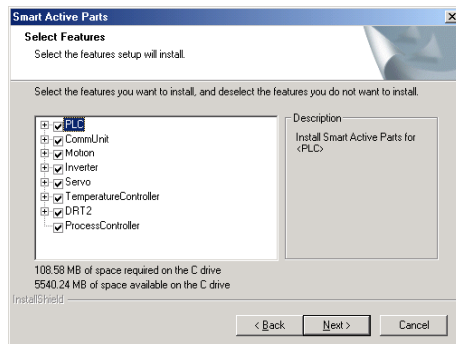 Smart Active Parts
Select Features
Select the features setup will install.
Select the features you want to install, and deselect the features you do not want to install.
PLC
CommUnit
Motion
Inverter
Servo
TemperatureController
DRT2
ProcessController
Description
Install Smart Active Parts for
<PLC>
108.58 MB of space required on the C drive
5540.24 MB of space available on the C drive
InstallShield
< Back
Next >
Cancel